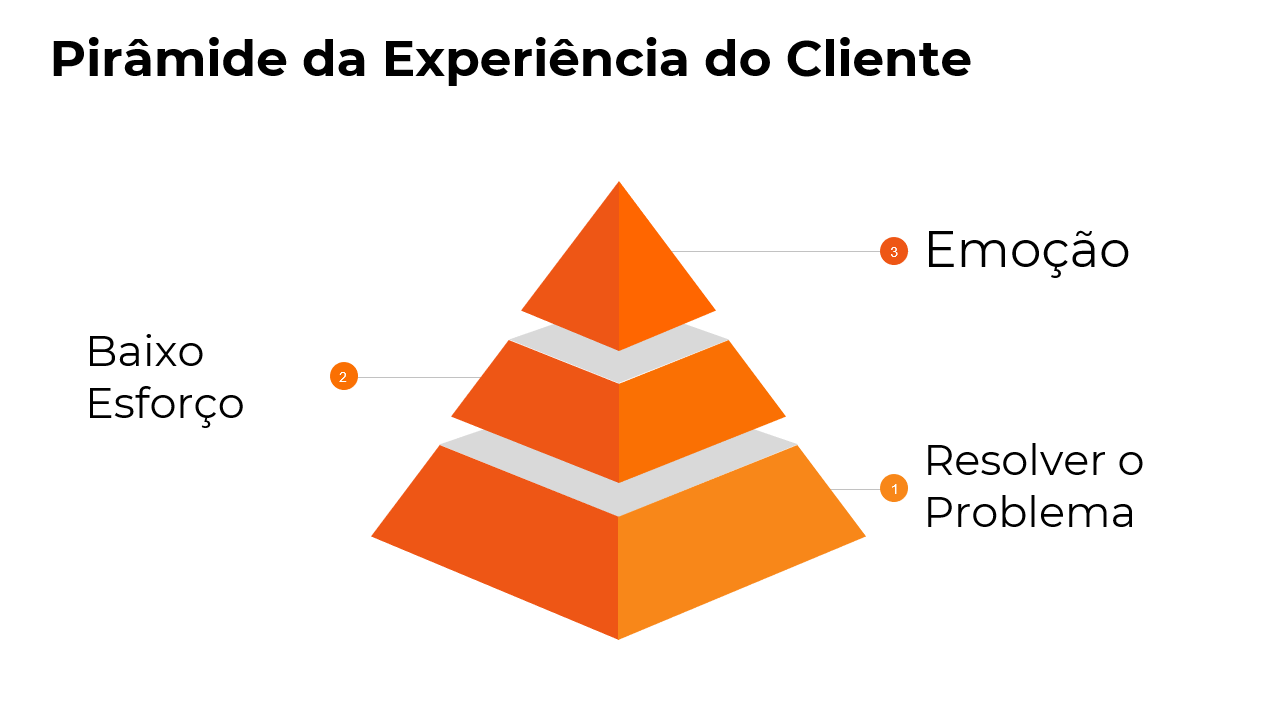 Pirâmide da Experiência do Cliente
3
Emoção
Baixo
Esforço
2
Resolver o
Problema
1